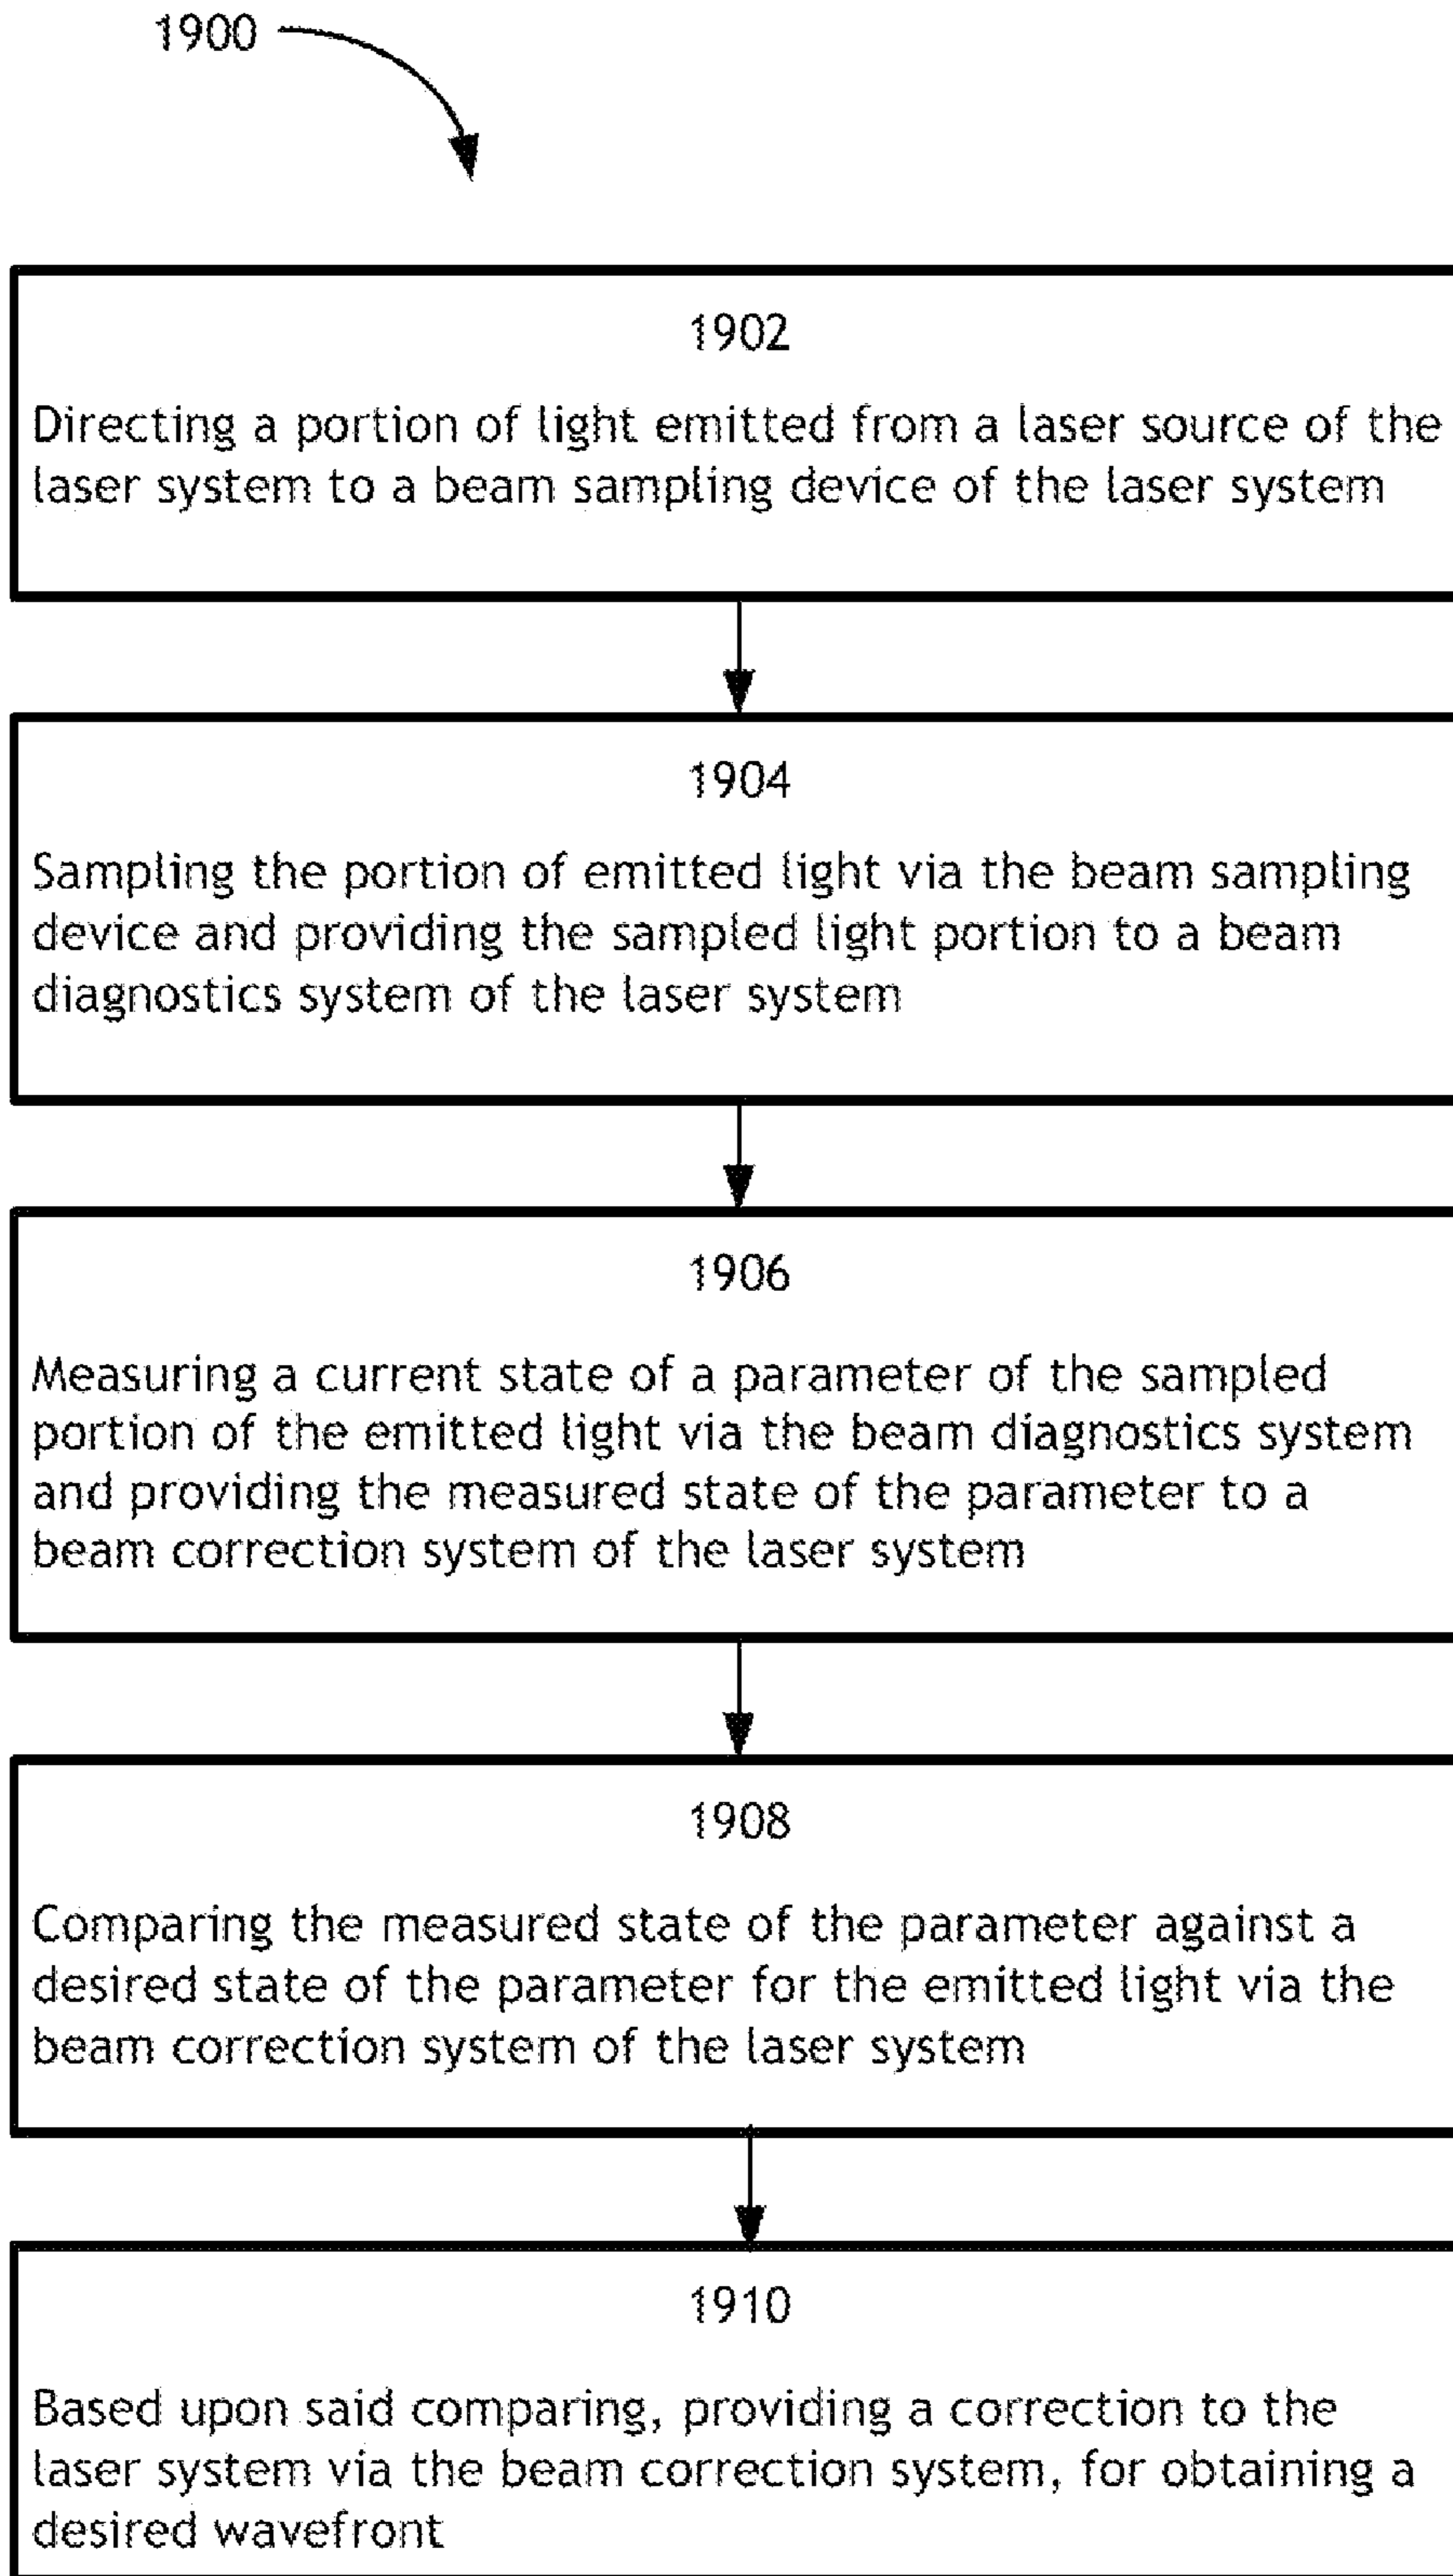 1900
1902
Directing a portion of light emitted from a laser source of the
laser system to a beam sampling device of the laser system
1904
Sampling the portion of emitted light via the beam sampling
device and providing the sampled light portion to a beam
diagnostics system of the laser system
1906
Measuring a current state of a parameter of the sampled
portion of the emitted light via the beam diagnostics system
and providing the measured state of the parameter to a
beam correction system of the laser system
1908
Comparing the measured state of the parameter against a
desired state of the parameter for the emitted light via the
beam correction system of the laser system
1910
Based upon said comparing, providing a correction to the
laser system via the beam correction system, for obtaining a
desired wavefront